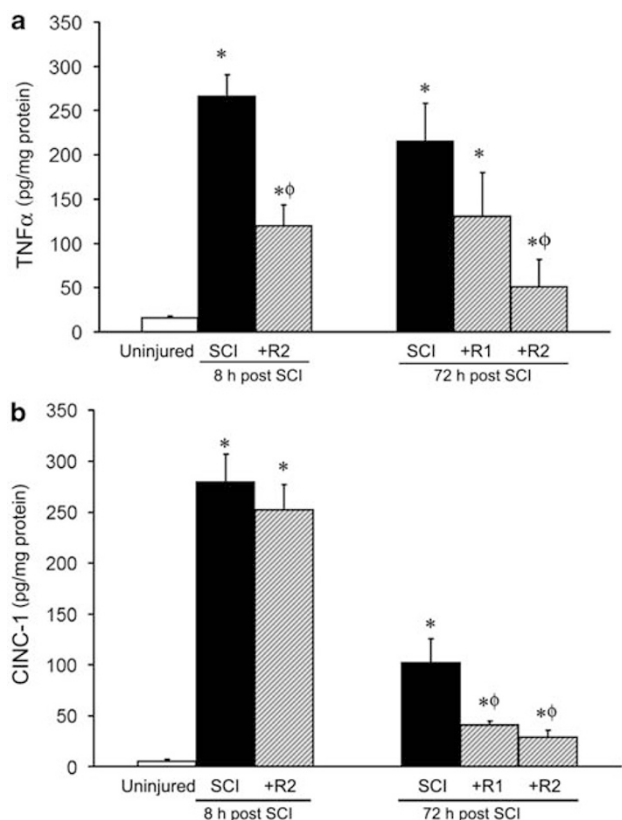 a
TNFα (pg/mg protein)
350
300
250
200
150
100
50
0
*
*ϕ
*
*
*ϕ
Uninjured SCI +R2 SCI +R1 +R2
8 h post SCI 72 h post SCI
b
CINC-1 (pg/mg protein)
350
300
250
200
150
100
50
0
*
*
*
*ϕ
*ϕ
Uninjured SCI +R2 SCI +R1 +R2
8 h post SCI 72 h post SCI